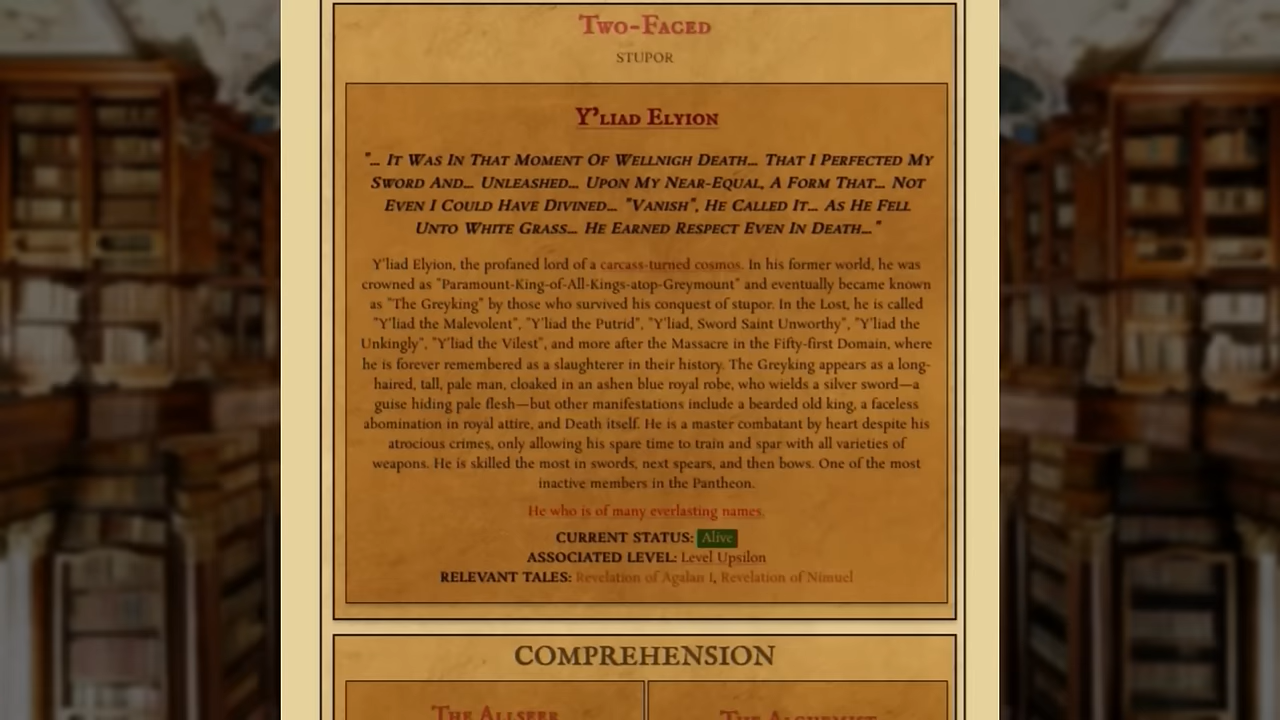 Two-Faced
STUPOR
Y'liad Elyion
"... It Was In That Moment Of Wellnigh Death... That I Perfected My
Sword And... Unleashed... Upon My Near-Equal, A Form That... Not
Even I Could Have Divined... "Vanish", He Called It... As He Fell
Unto White Grass... He Earned Respect Even In Death..."
Y'liad Elyion, the profaned lord of a carcass-turned cosmos. In his former world, he was
crowned as "Paramount-King-of-All-Kings-atop-Greymount" and eventually became known
as "The Greyking" by those who survived his conquest of stupor. In the Lost, he is called
"Y'liad the Malevolent", "Y'liad the Putrid", "Y'liad, Sword Saint Unworthy", "Y'liad the
Unkingly", "Y'liad the Vilest", and more after the Massacre in the Fifty-first Domain, where
he is forever remembered as a slaughterer in their history. The Greyking appears as a long-
haired, tall, pale man, cloaked in an ashen blue royal robe, who wields a silver sword—a
guise hiding pale flesh—but other manifestations include a bearded old king, a faceless
abomination in royal attire, and Death itself. He is a master combatant by heart despite his
atrocious crimes, only allowing his spare time to train and spar with all varieties of
weapons. He is skilled the most in swords, next spears, and then bows. One of the most
inactive members in the Pantheon.
He who is of many everlasting names.
CURRENT STATUS: Alive
ASSOCIATED LEVEL: Level Upsilon
RELEVANT TALES: Revelation of Agalan I, Revelation of Nimuel
COMPREHENSION
The Allseer
The Alchemist